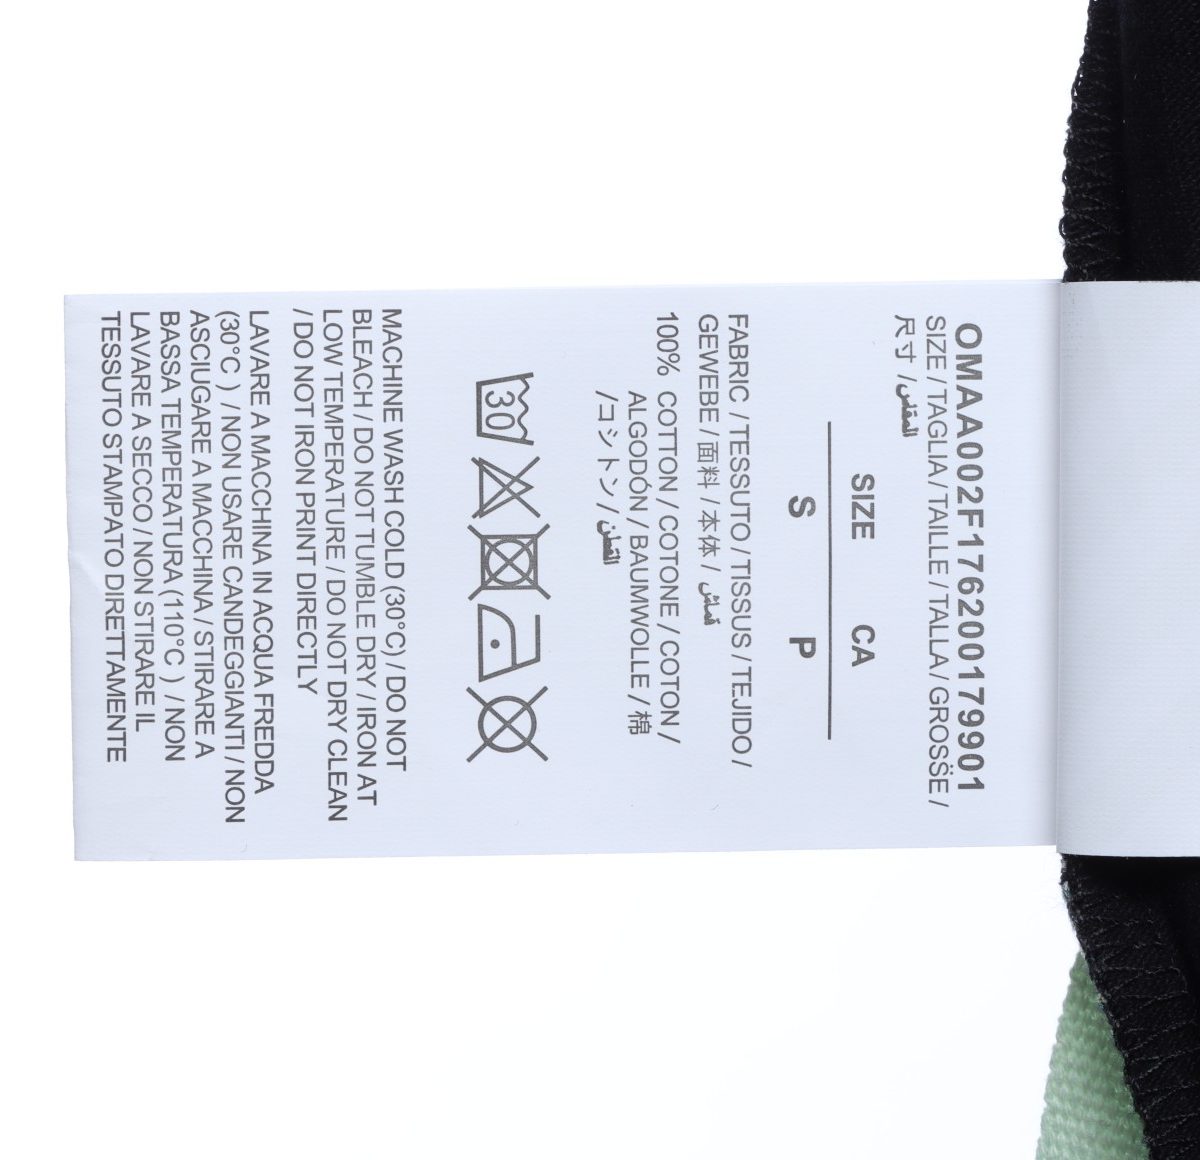 OMAA002F176200179901
SIZE / TAGLIA / TAILLE / TALLA / GROSSË /
尺寸 / المقاس
SIZE CA
S P
FABRIC / TESSUTO / TISSUS / TEJIDO /
GEWEBE / 面料 / 本体 / قماش
100% COTTON / COTONE / COTON /
ALGODÓN / BAUMWOLLE / 棉
/コシトン / القطن
30
MACHINE WASH COLD (30°C) / DO NOT
BLEACH / DO NOT TUMBLE DRY / IRON AT
LOW TEMPERATURE / DO NOT DRY CLEAN
/ DO NOT IRON PRINT DIRECTLY
LAVARE A MACCHINA IN ACQUA FREDDA
(30°C ) / NON USARE CANDEGGIANTI / NON
ASCIUGARE A MACCHINA / STIRARE A
BASSA TEMPERATURA (110°C ) / NON
LAVARE A SECCO / NON STIRARE IL
TESSUTO STAMPATO DIRETTAMENTE